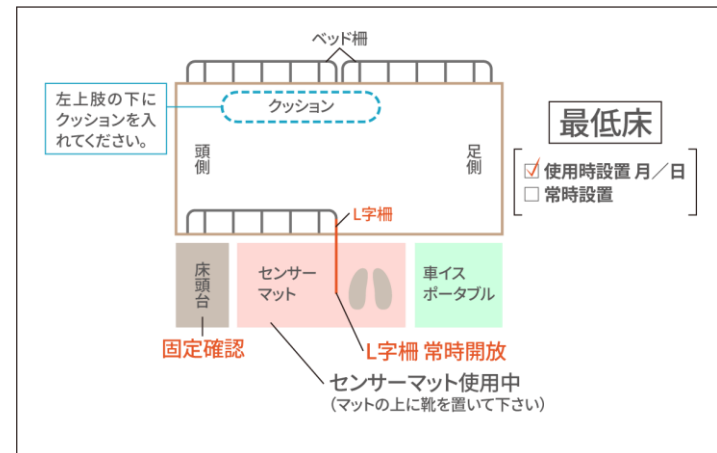 ベッド柵
左上肢の下に
クッションを入
れてください。
クッション
頭側
足側
最低床
☑ 使用時設置 月／日
☐ 常時設置
L字柵
床頭台
センサー
マット
車イス
ポータブル
固定確認
L字柵 常時開放
センサーマット使用中
（マットの上に靴を置いて下さい）